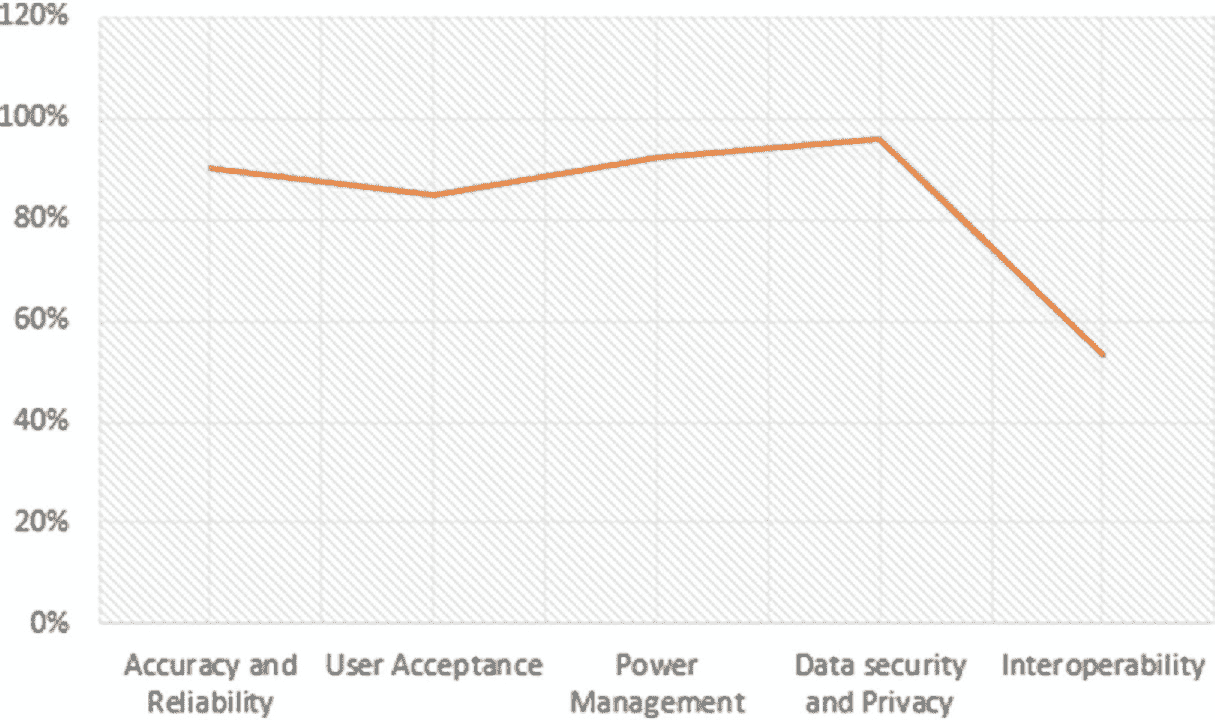 120%
100%
80%
60%
40%
20%
0%
Accuracy and
Reliability
User Acceptance
Power
Management
Data security
and Privacy
Interoperability